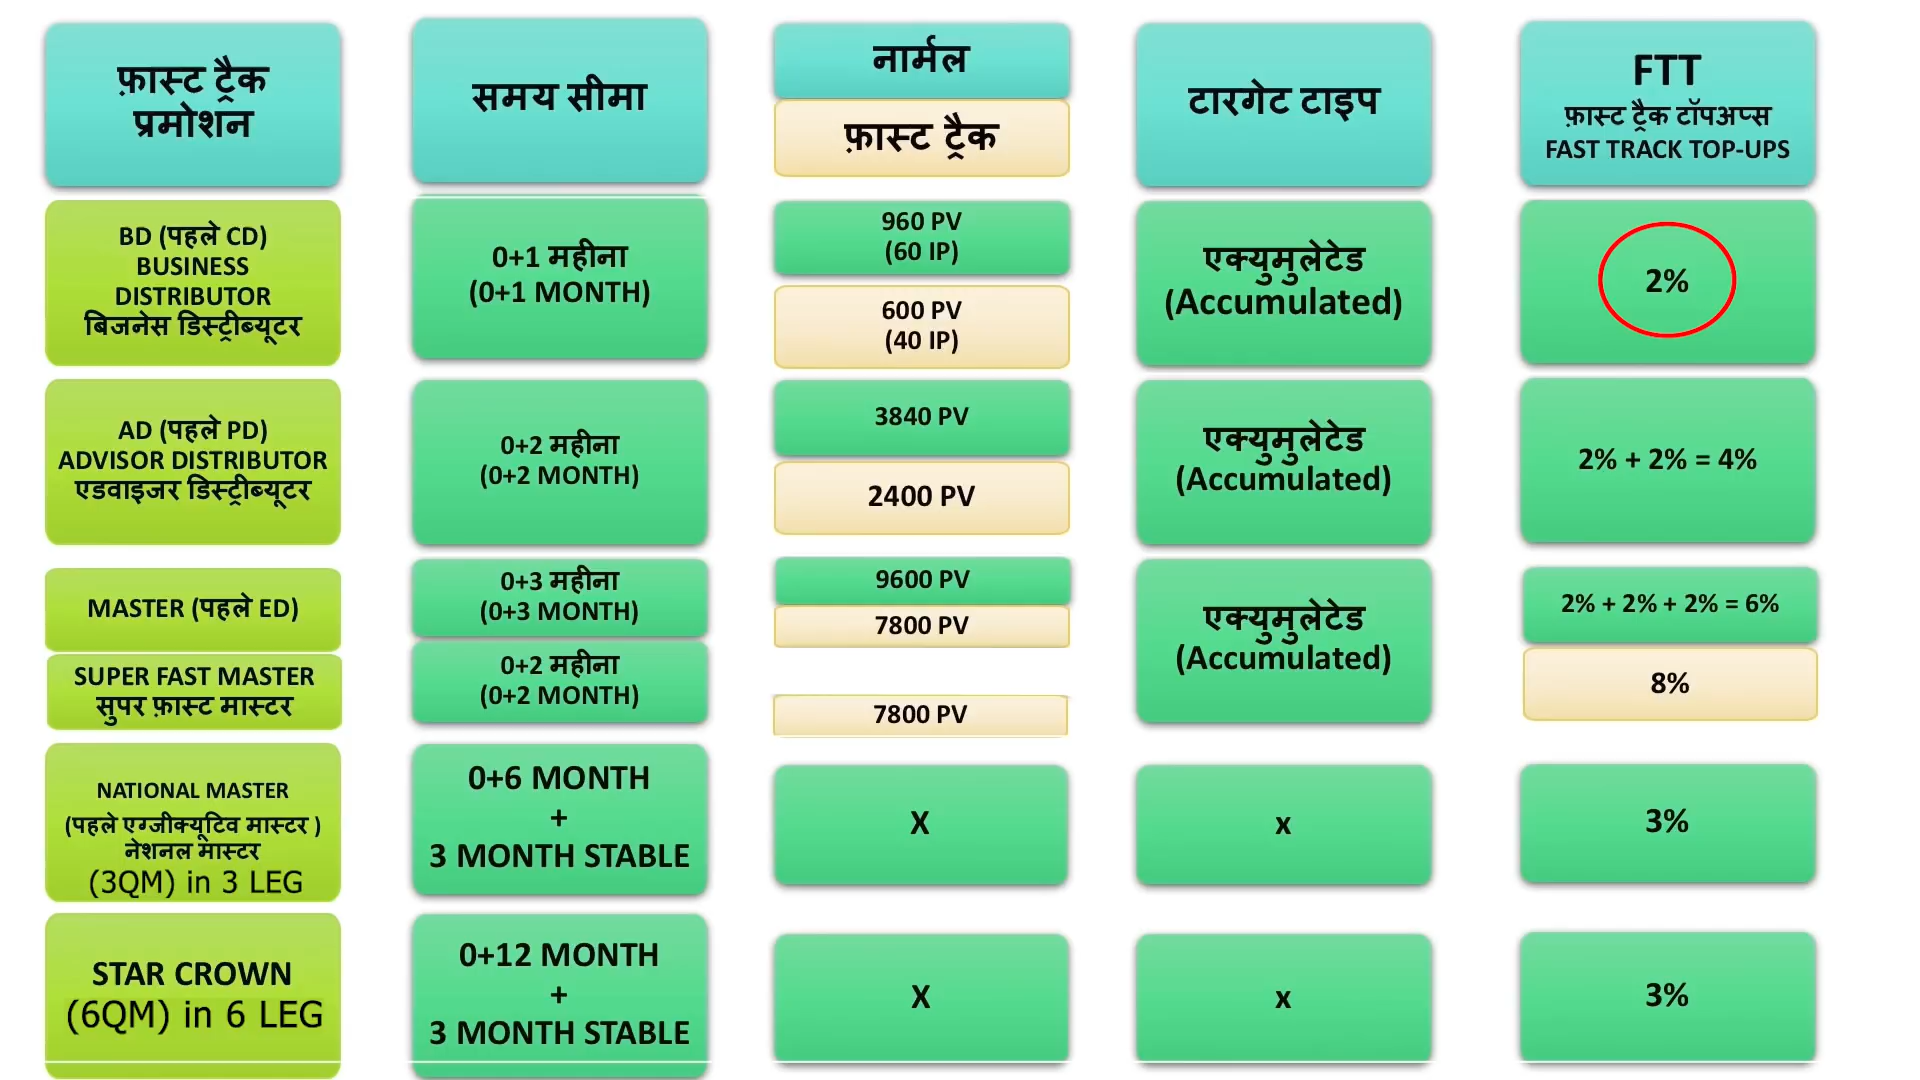 फ़ास्ट ट्रैक
प्रमोशन
समय सीमा
नार्मल
फ़ास्ट ट्रैक
टारगेट टाइप
FTT
फ़ास्ट ट्रैक टॉपअप्स
FAST TRACK TOP-UPS
BD (पहले CD)
BUSINESS
DISTRIBUTOR
बिजनेस डिस्ट्रीब्यूटर
0+1 महीना
(0+1 MONTH)
960 PV
(60 IP)
600 PV
(40 IP)
एक्युमुलेटेड
(Accumulated)
2%
AD (पहले PD)
ADVISOR DISTRIBUTOR
एडवाइजर डिस्ट्रीब्यूटर
0+2 महीना
(0+2 MONTH)
3840 PV
2400 PV
एक्युमुलेटेड
(Accumulated)
2% + 2% = 4%
MASTER (पहले ED)
0+3 महीना
(0+3 MONTH)
9600 PV
7800 PV
एक्युमुलेटेड
(Accumulated)
2% + 2% + 2% = 6%
SUPER FAST MASTER
सुपर फ़ास्ट मास्टर
0+2 महीना
(0+2 MONTH)
7800 PV
8%
NATIONAL MASTER
(पहले एग्जीक्यूटिव मास्टर )
नेशनल मास्टर
(3QM) in 3 LEG
0+6 MONTH
+
3 MONTH STABLE
X
x
3%
STAR CROWN
(6QM) in 6 LEG
0+12 MONTH
+
3 MONTH STABLE
X
x
3%